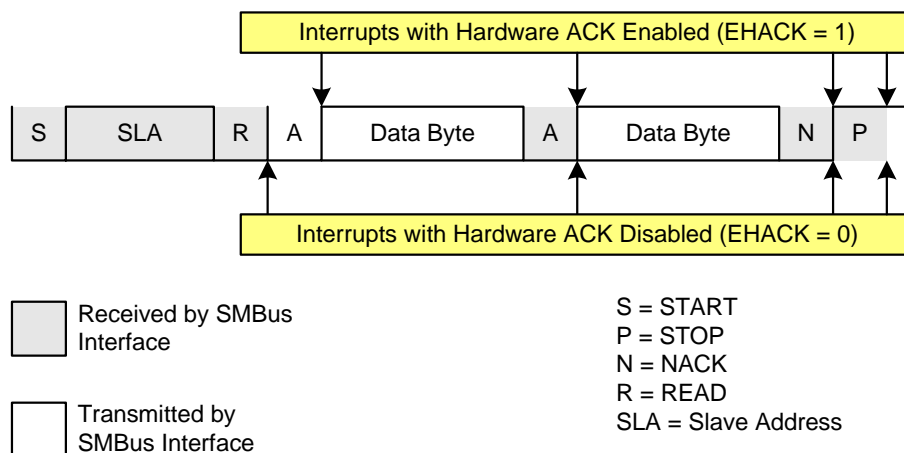 Interrupts with Hardware ACK Enabled (EHACK = 1)
S SLA R A Data Byte A Data Byte N P
Interrupts with Hardware ACK Disabled (EHACK = 0)
Received by SMBus
Interface
Transmitted by
SMBus Interface
S = START
P = STOP
N = NACK
R = READ
SLA = Slave Address